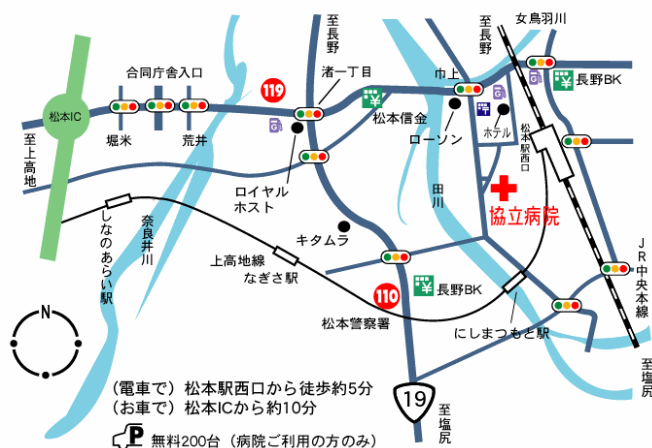 至長野
至長野
女鳥羽川
合同庁舎入口
119
渚一丁目
巾上
長野BK
松本IC
松本信金
ローソン
ホテル
松本駅西口
堀米
荒井
至上高地
ロイヤル
ホスト
田川
協立病院
しなのあらい駅
奈良井川
キタムラ
上高地線
なぎさ駅
JR中央本線
長野BK
110
松本警察署
にしまつもと駅
N
19
至塩尻
至塩尻
(電車で) 松本駅西口から徒歩約5分
(お車で) 松本ICから約10分
P 無料200台 (病院ご利用の方のみ)